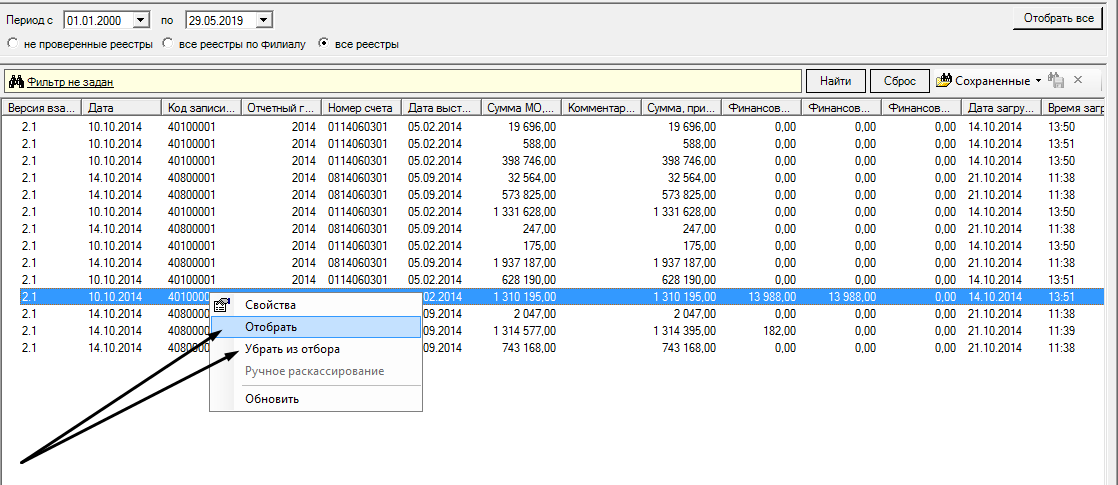 Период с 01.01.2000 по 29.05.2019 Отобрать все
не проверенные реестры все реестры по филиалу все реестры
Фильтр не задан Найти Сброс Сохраненные
Версия вза... Дата Код записи... Отчетный г... Номер счета Дата выст... Сумма МО,... Комментар... Сумма, при... Финансов... Финансов... Финансов... Дата загру... Время загр
2.1 10.10.2014 40100001 2014 0114060301 05.02.2014 19 696,00 19 696,00 0,00 0,00 0,00 14.10.2014 13:50
2.1 10.10.2014 40100001 2014 0114060301 05.02.2014 588,00 588,00 0,00 0,00 0,00 14.10.2014 13:51
2.1 10.10.2014 40100001 2014 0114060301 05.02.2014 398 746,00 398 746,00 0,00 0,00 0,00 14.10.2014 13:50
2.1 14.10.2014 40800001 2014 0814060301 05.09.2014 32 564,00 32 564,00 0,00 0,00 0,00 21.10.2014 11:38
2.1 14.10.2014 40800001 2014 0814060301 05.09.2014 573 825,00 573 825,00 0,00 0,00 0,00 21.10.2014 11:38
2.1 10.10.2014 40100001 2014 0114060301 05.02.2014 1 331 628,00 1 331 628,00 0,00 0,00 0,00 14.10.2014 13:50
2.1 14.10.2014 40800001 2014 0814060301 05.09.2014 247,00 247,00 0,00 0,00 0,00 21.10.2014 11:38
2.1 10.10.2014 40100001 2014 0114060301 05.02.2014 175,00 175,00 0,00 0,00 0,00 14.10.2014 13:50
2.1 14.10.2014 40800001 2014 0814060301 05.09.2014 1 937 187,00 1 937 187,00 0,00 0,00 0,00 21.10.2014 11:38
2.1 10.10.2014 40100001 2014 0114060301 05.02.2014 628 190,00 628 190,00 0,00 0,00 0,00 14.10.2014 13:51
2.1 10.10.2014 401000 02.2014 1 310 195,00 1 310 195,00 13 988,00 13 988,00 0,00 14.10.2014 13:51
2.1 14.10.2014 408000 09.2014 2 047,00 2 047,00 0,00 0,00 0,00 21.10.2014 11:38
2.1 14.10.2014 408000 09.2014 1 314 577,00 1 314 395,00 182,00 0,00 0,00 21.10.2014 11:39
2.1 14.10.2014 408000 09.2014 743 168,00 743 168,00 0,00 0,00 0,00 21.10.2014 11:38
Свойства
Отобрать
Убрать из отбора
Ручное раскассирование
Обновить